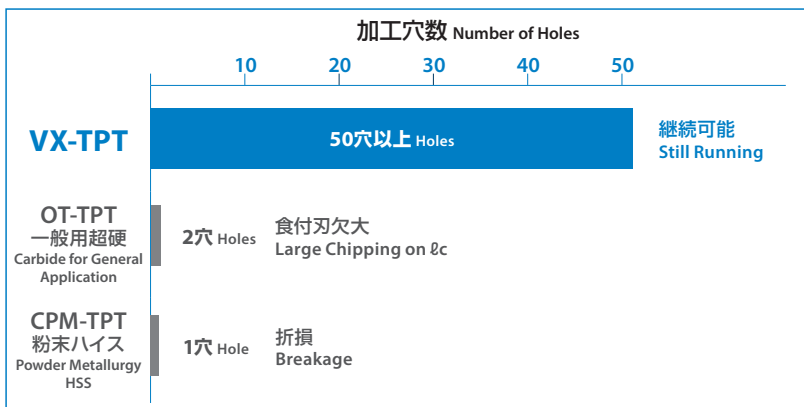 加工穴数 Number of Holes
10 20 30 40 50
VX-TPT
50穴以上 Holes
継続可能
Still Running
OT-TPT
一般用超硬
Carbide for General
Application
2穴 Holes
食付刃欠大
Large Chipping on ℓc
CPM-TPT
粉末ハイス
Powder Metallurgy
HSS
1穴 Hole
折損
Breakage